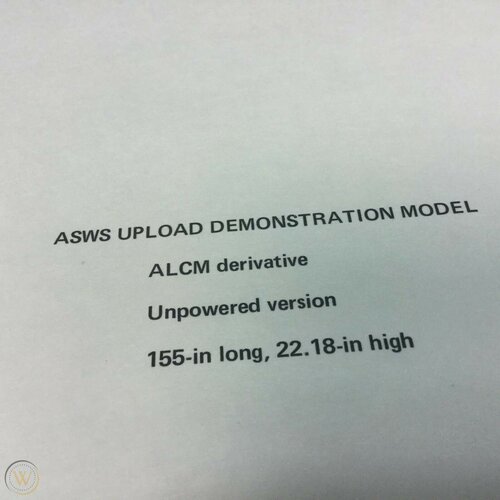 ASWS UPLOAD DEMONSTRATION MODEL
ALCM derivative
Unpowered version
155-in long, 22.18-in high
W